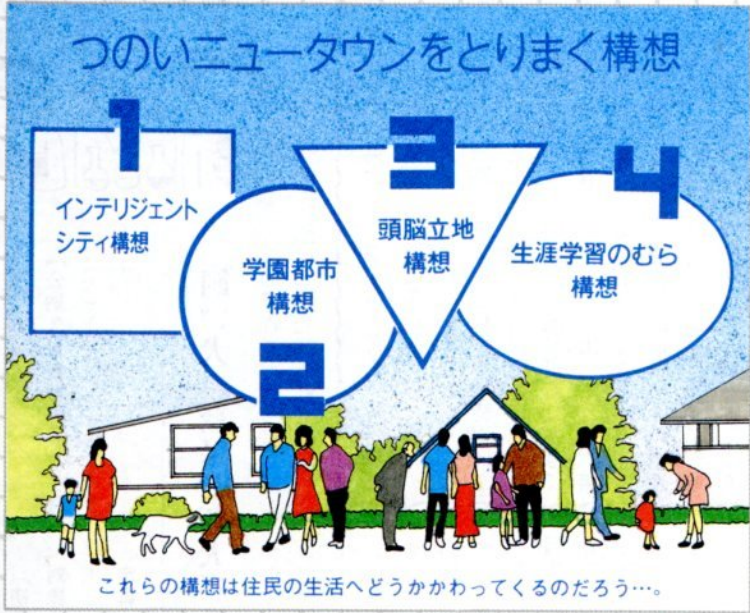 つのいニュータウンをとりまく構想
1
インテリジェント
シティ構想
2
学園都市
構想
3
頭脳立地
構想
4
生涯学習のむら
構想
これらの構想は住民の生活へどうかかわってくるのだろう…。